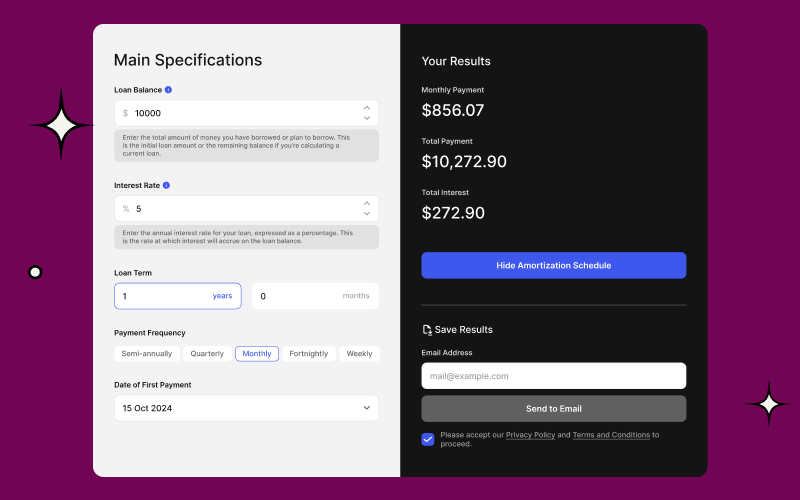 Main Specifications
Loan Balance
$ 10000
Enter the total amount of money you have borrowed or plan to borrow. This
is the initial loan amount or the remaining balance if you're calculating a
current loan.
Interest Rate
% 5
Enter the annual interest rate for your loan, expressed as a percentage. This
is the rate at which interest will accrue on the loan balance.
Loan Term
1 years 0 months
Payment Frequency
Semi-annually Quarterly Monthly Fortnightly Weekly
Date of First Payment
15 Oct 2024
Your Results
Monthly Payment
$856.07
Total Payment
$10,272.90
Total Interest
$272.90
Hide Amortization Schedule
Save Results
Email Address
mail@example.com
Send to Email
Please accept our Privacy Policy and Terms and Conditions to
proceed.